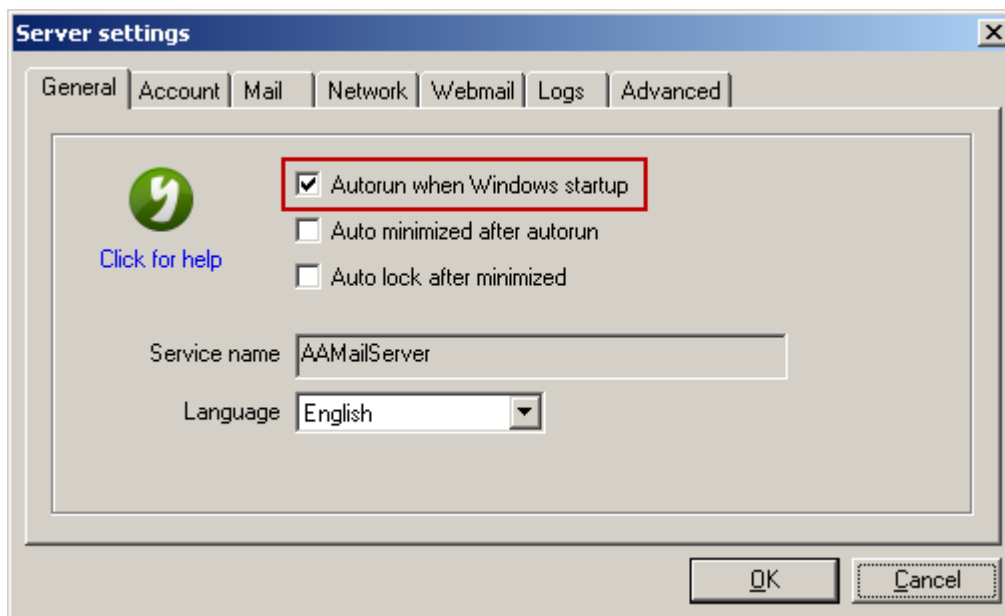 Server settings
General Account Mail Network Webmail Logs Advanced
Autorun when Windows startup
Auto minimized after autorun
Click for help
Auto lock after minimized
Service name AAMailServer
Language English
OK Cancel